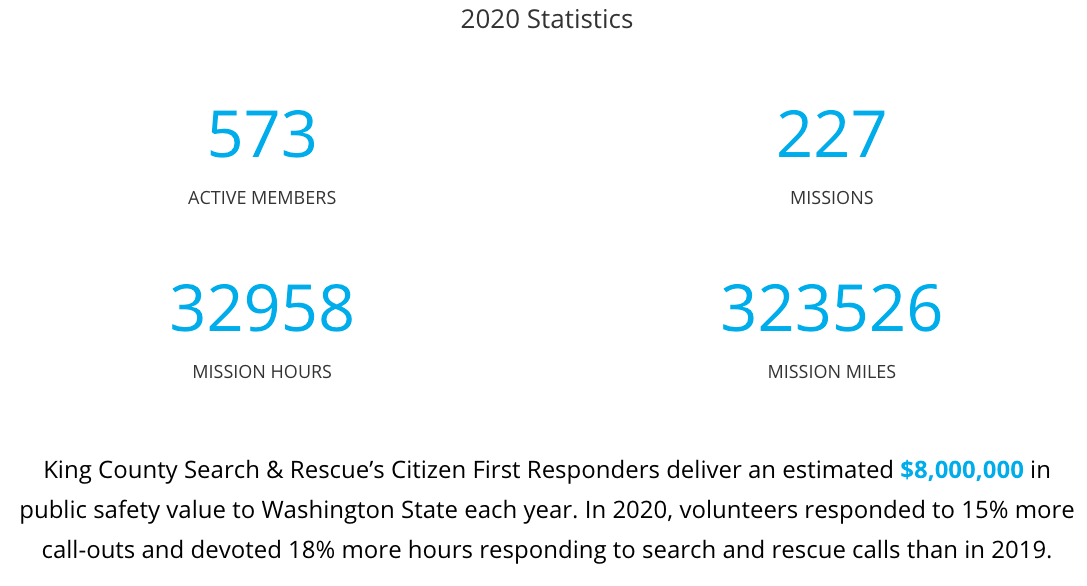 2020 Statistics
573
227
ACTIVE MEMBERS
MISSIONS
32958
323526
MISSION HOURS
MISSION MILES
King County Search & Rescue’s Citizen First Responders deliver an estimated $8,000,000 in
public safety value to Washington State each year. In 2020, volunteers responded to 15% more
call-outs and devoted 18% more hours responding to search and rescue calls than in 2019.